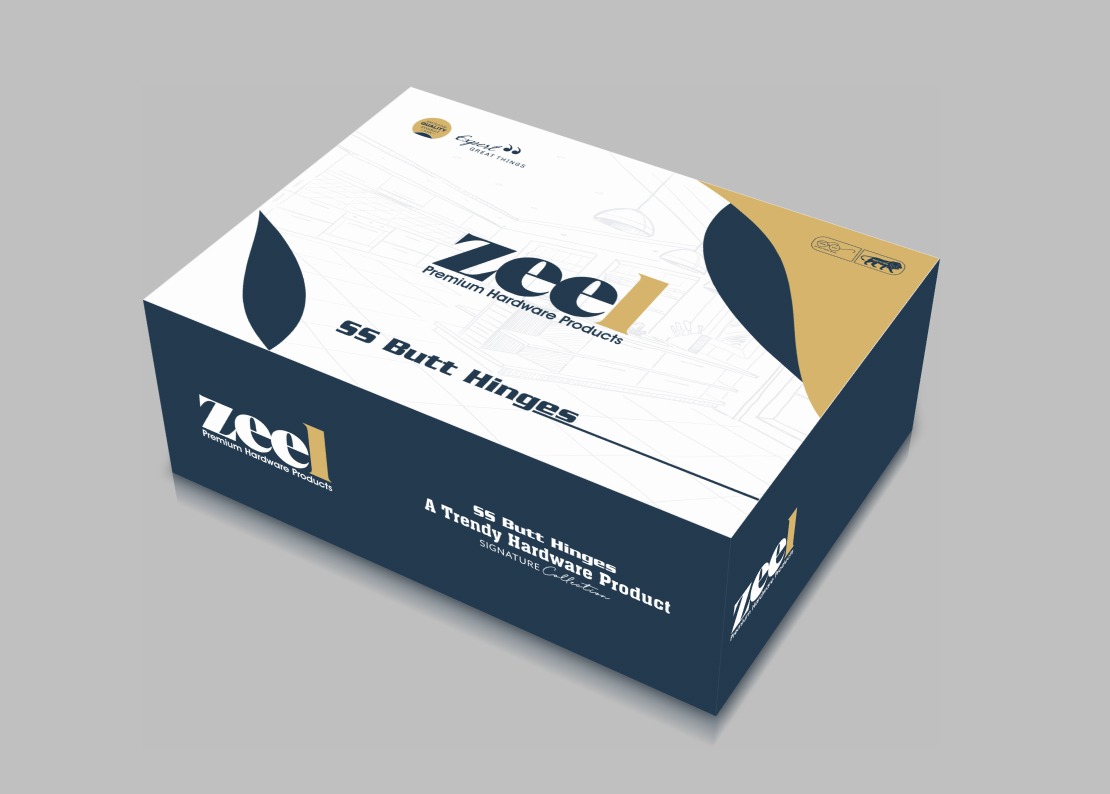 QUALITY
Expert
GREAT THINGS
Zeel
Premium Hardware Products
SS Butt Hinges
Zeel
Premium Hardware Products
SS Butt Hinges
A Trendy Hardware Product
SIGNATURE Collection
Zeel
Premium Hardware Products